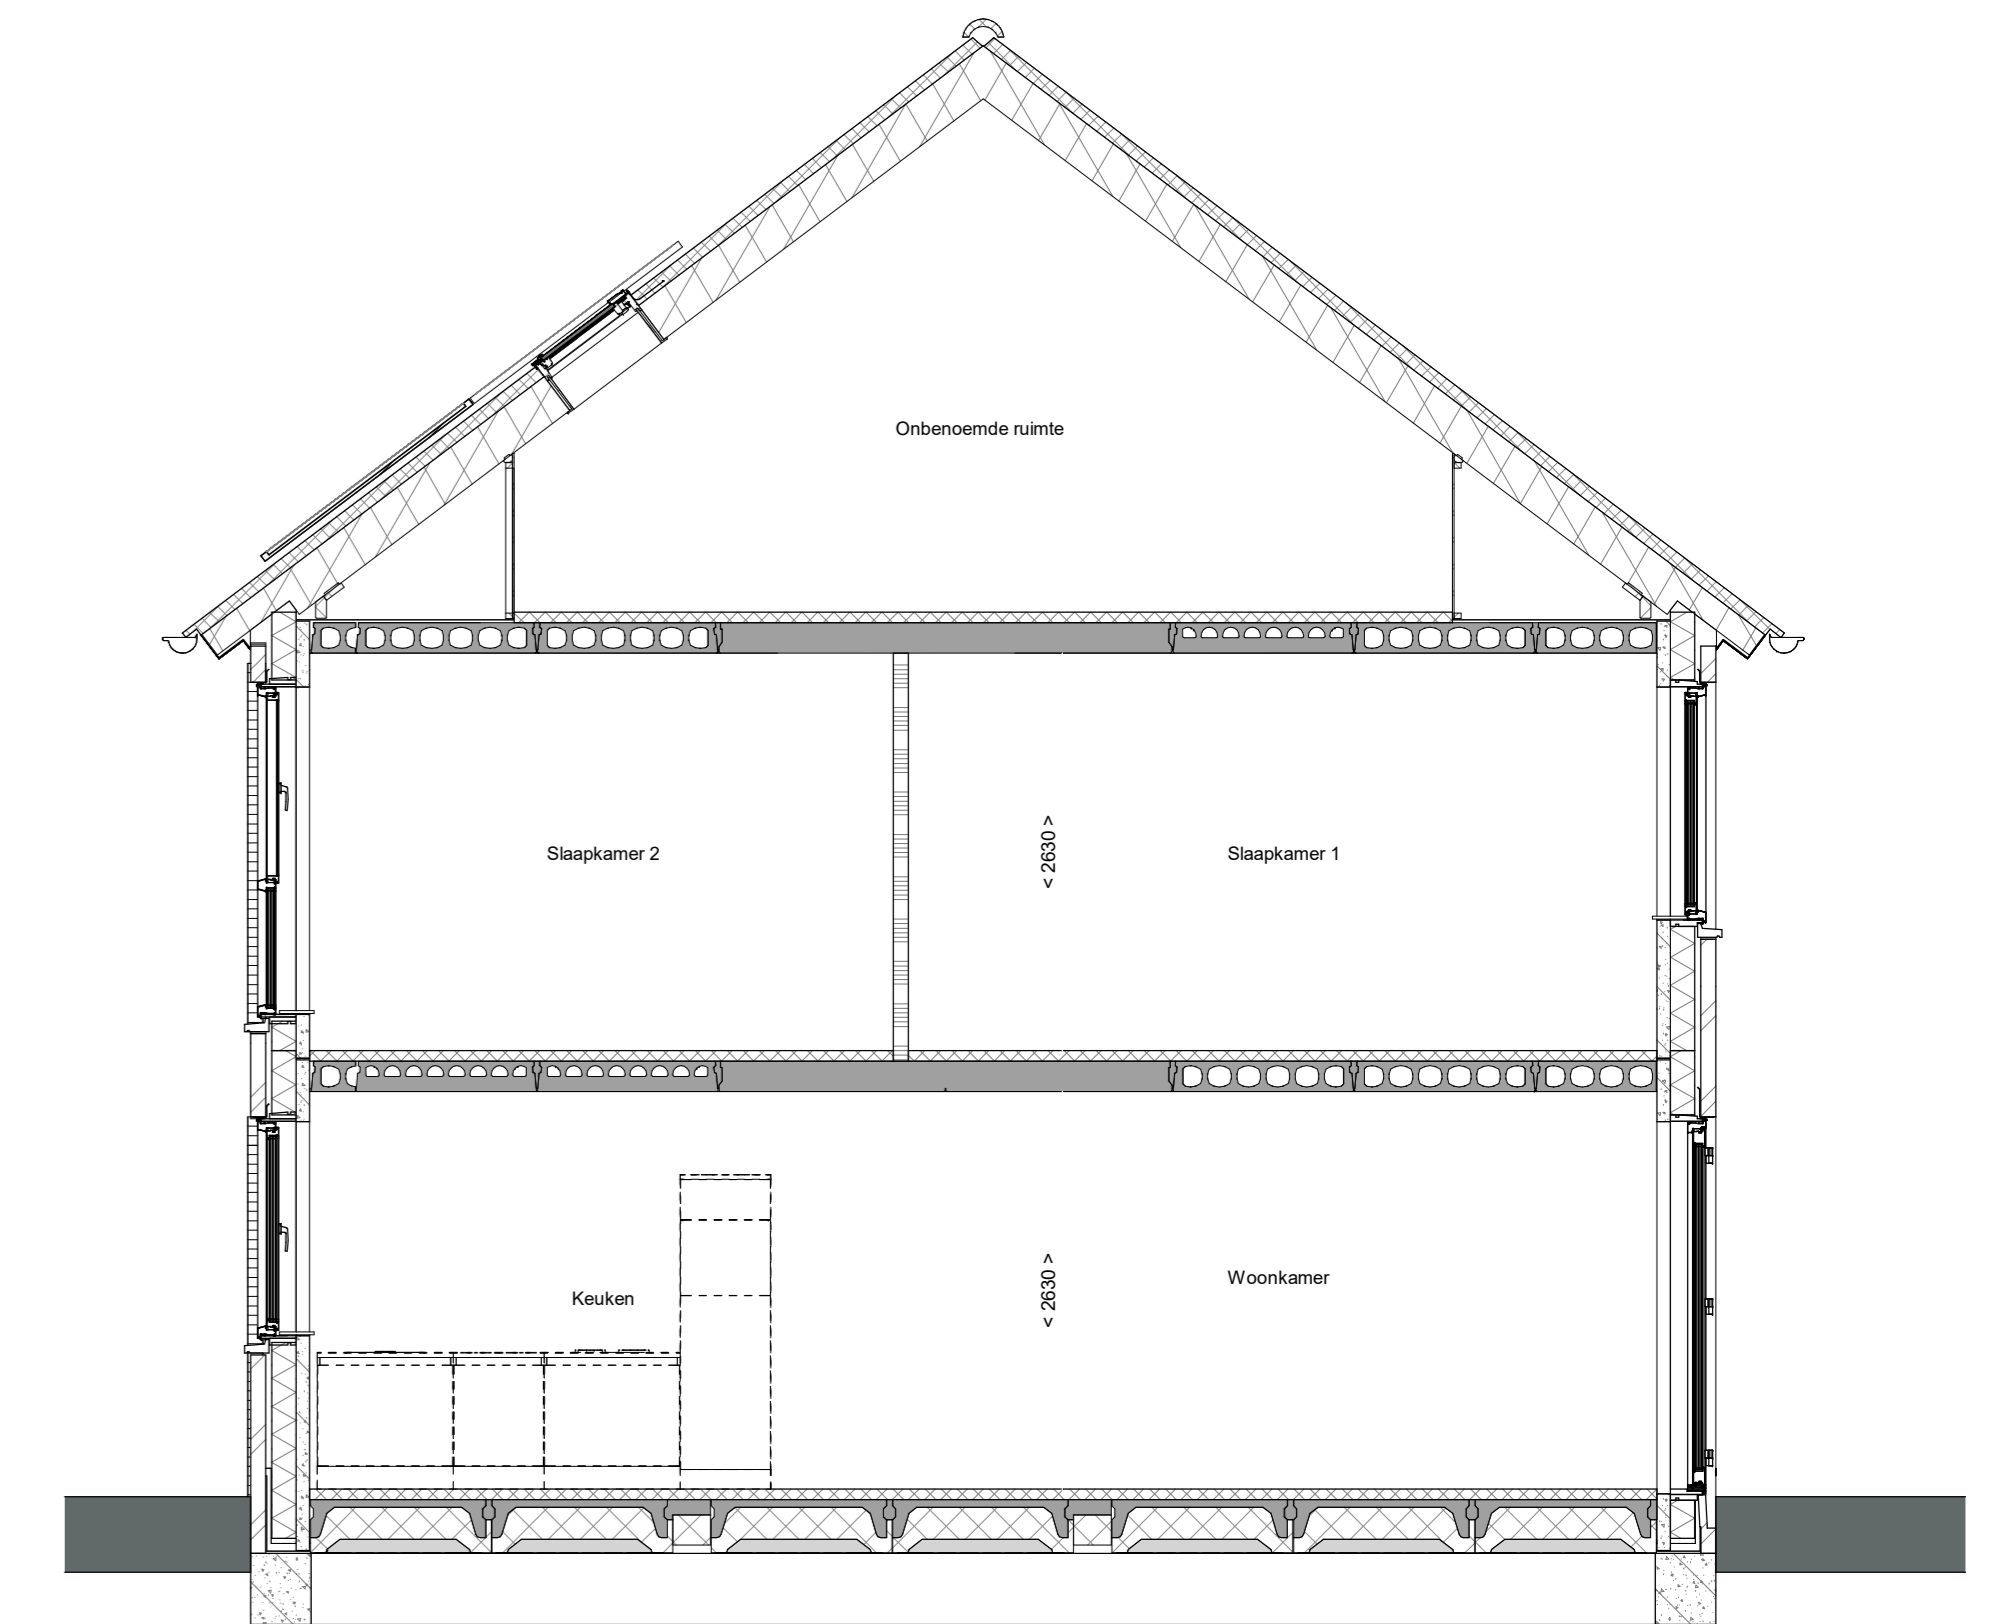 Onbenoemde ruimte
Slaapkamer 2
< 2630 >
Slaapkamer 1
Keuken
< 2630 >
Woonkamer